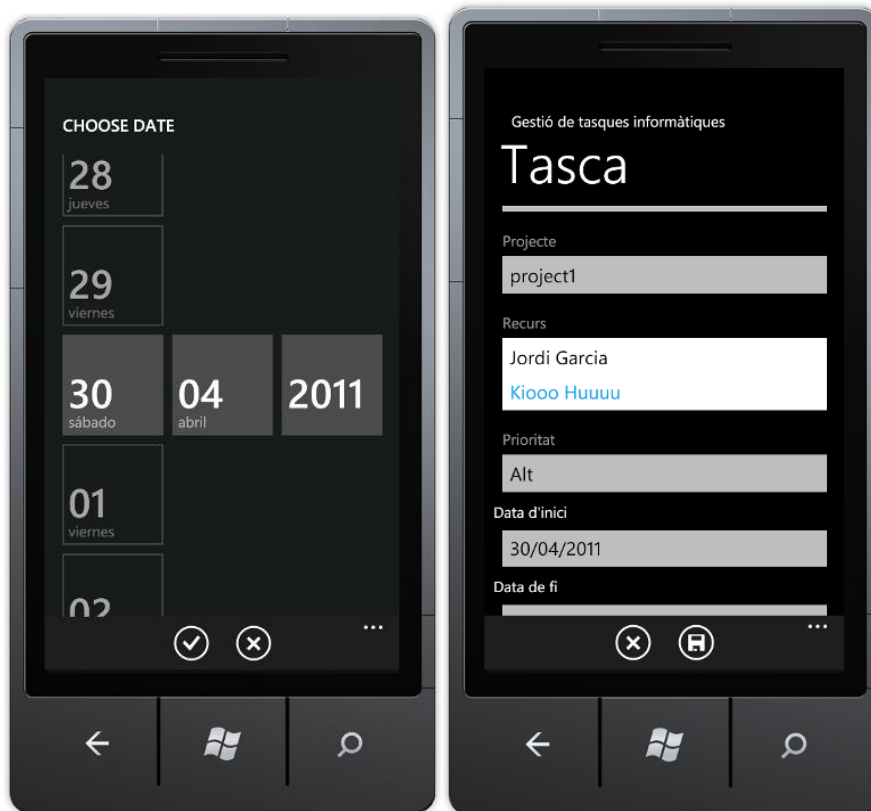 CHOOSE DATE
28
jueves
29
viernes
30
sábado
04
abril
2011
01
viernes
02
Gestió de tasques informàtiques
Tasca
Projecte
project1
Recurs
Jordi Garcia
Kiooo Huuuu
Prioritat
Alt
Data d'inici
30/04/2011
Data de fi